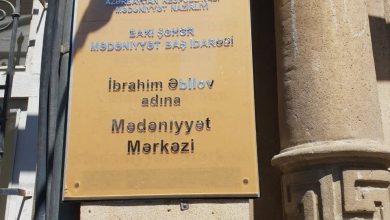 AZƏRBAYCAN RESPUBLİKASI
MƏDƏNİYYƏT NAZİRLİYİ
BAKI ŞƏHƏR
MƏDƏNİYYƏT BAŞ İDARƏSİ
İbrahim Əbilov
adına
Mədəniyyət
Mərkəzi